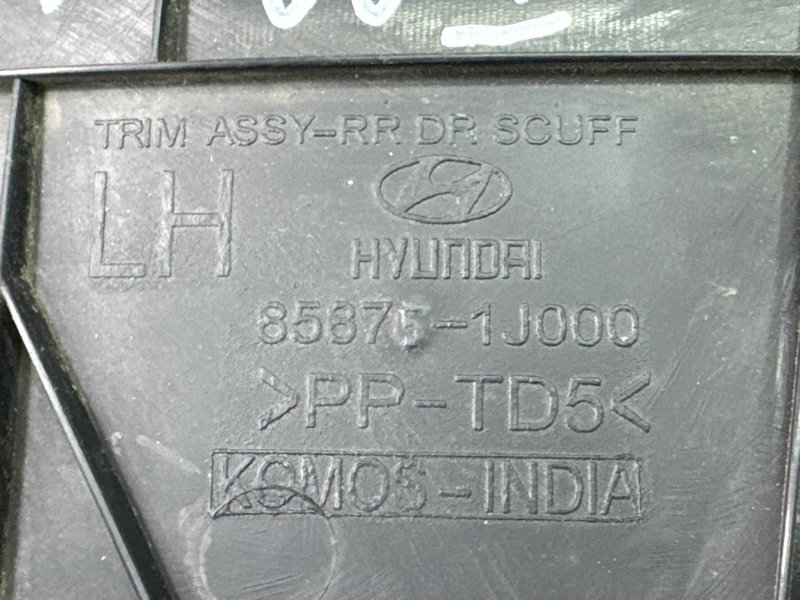 TRIM ASSY-RR DR SCUFF
LH
HYUNDAI
85875-1J000
>PP-TD5<
KOMOS-INDIA